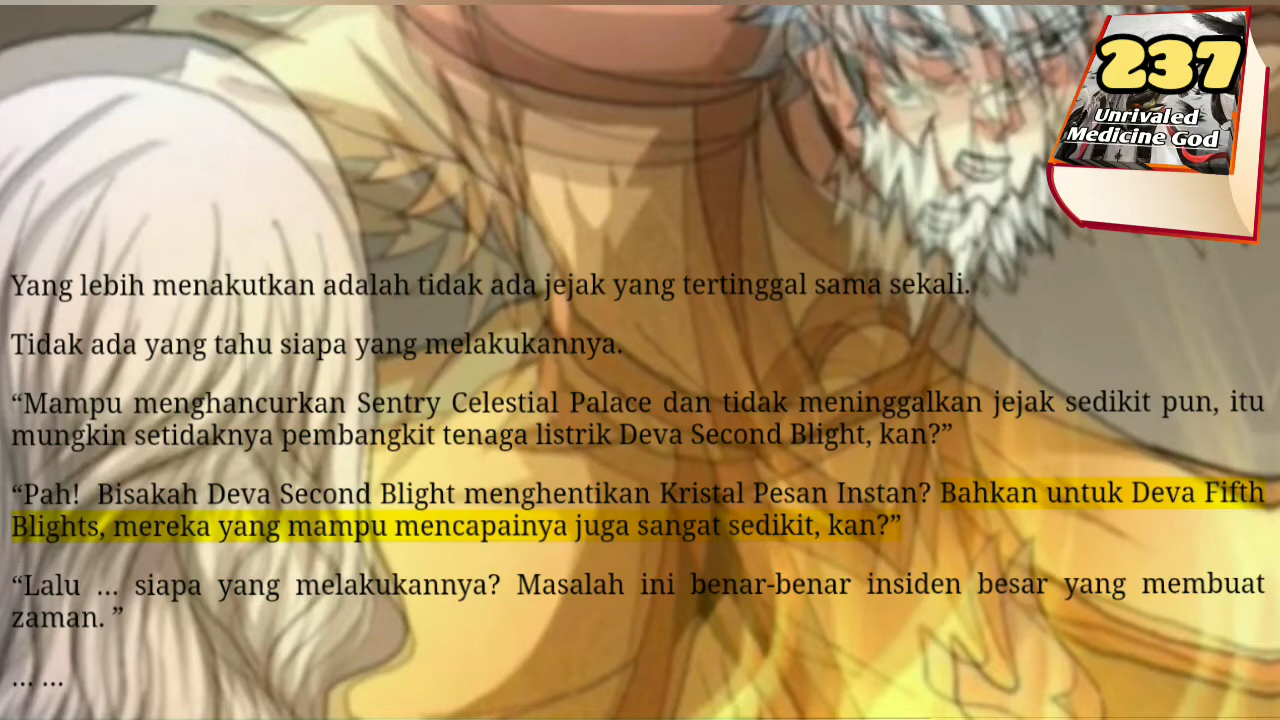 237
Unrivaled
Medicine God
Yang lebih menakutkan adalah tidak ada jejak yang tertinggal sama sekali.
Tidak ada yang tahu siapa yang melakukannya.
“Mampu menghancurkan Sentry Celestial Palace dan tidak meninggalkan jejak sedikit pun, itu
mungkin setidaknya pembangkit tenaga listrik Deva Second Blight, kan?”
“Pah!  Bisakah Deva Second Blight menghentikan Kristal Pesan Instan? Bahkan untuk Deva Fifth
Blights, mereka yang mampu mencapainya juga sangat sedikit, kan?”
“Lalu … siapa yang melakukannya? Masalah ini benar-benar insiden besar yang membuat
zaman. ”
… …